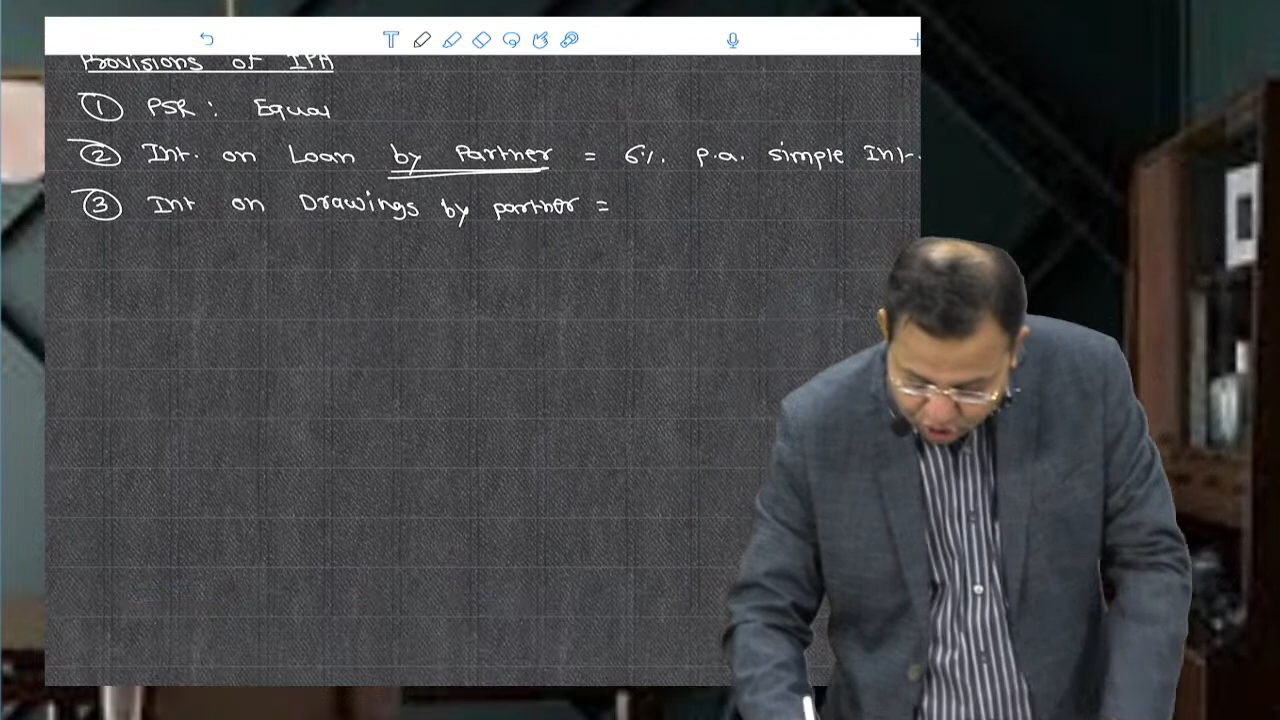 Provisions of IPA
① PSR : Equal
② Int. on Loan by Partner = 6%. p.a. simple Int.
③ Int on Drawings by partner =